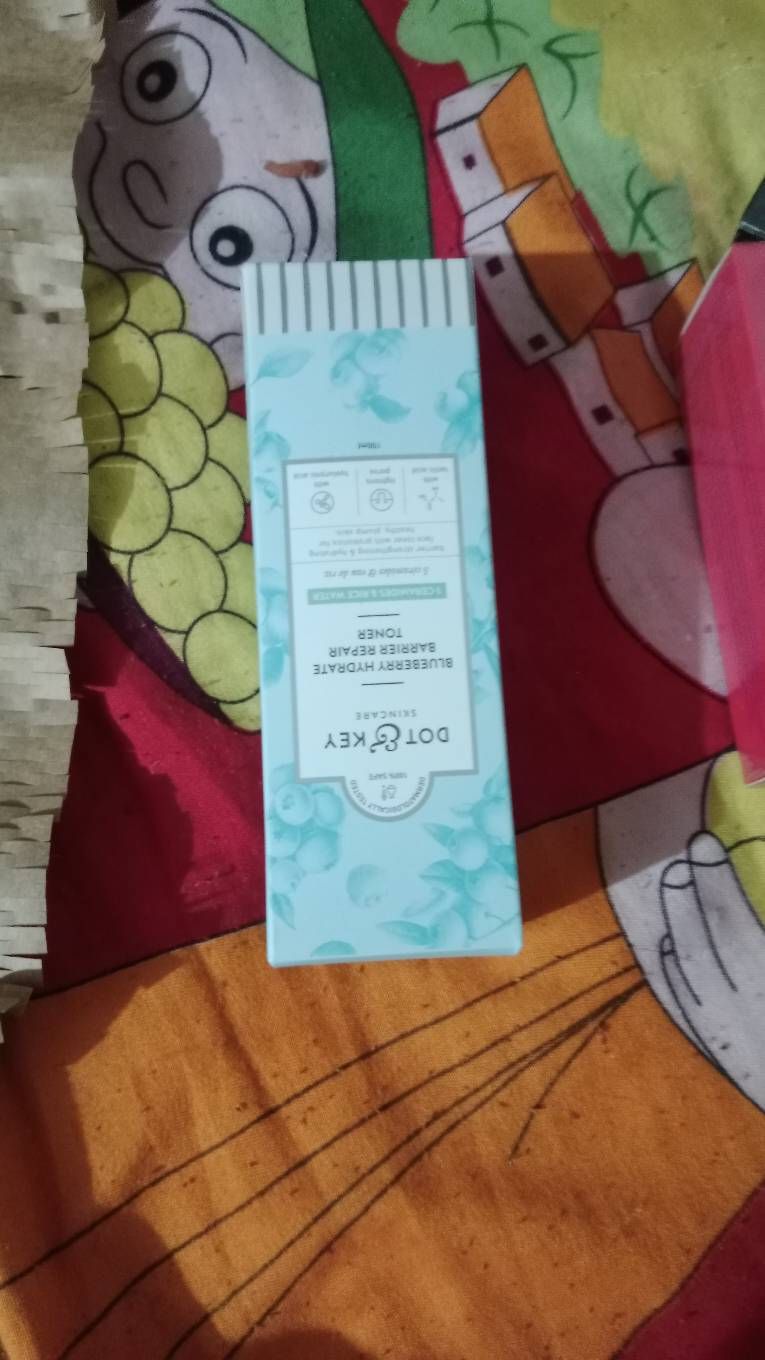 DERMATOLOGICALLY TESTED
100% SAFE
DOT & KEY
SKINCARE
BLUEBERRY HYDRATE
BARRIER REPAIR
TONER
5 CERAMIDES & RICE WATER
5 céramides & eau de riz
barrier strengthening & hydrating
face toner with probiotics for
healthy, plump skin
with
lactic acid
tightens
pores
with
hyaluronic acid
150ml